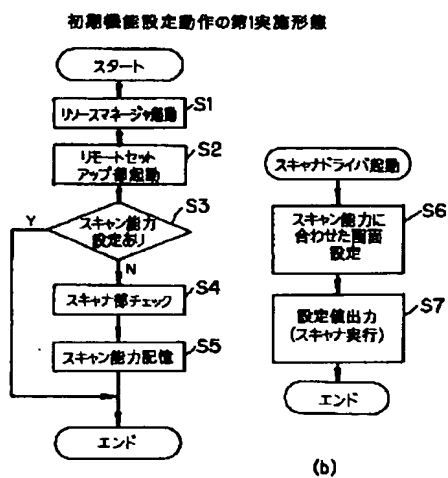 初期機能設定動作の第1実施形態
スタート
リソースマネージャ起動
S1
リモートセット
アップ部起動
S2
スキャン能力
設定あり
S3
Y
N
スキャナ部チェック
S4
スキャン能力記憶
S5
エンド
スキャナドライバ起動
スキャン能力に
合わせた画面
設定
S6
設定値出力
(スキャナ実行)
S7
エンド
(b)